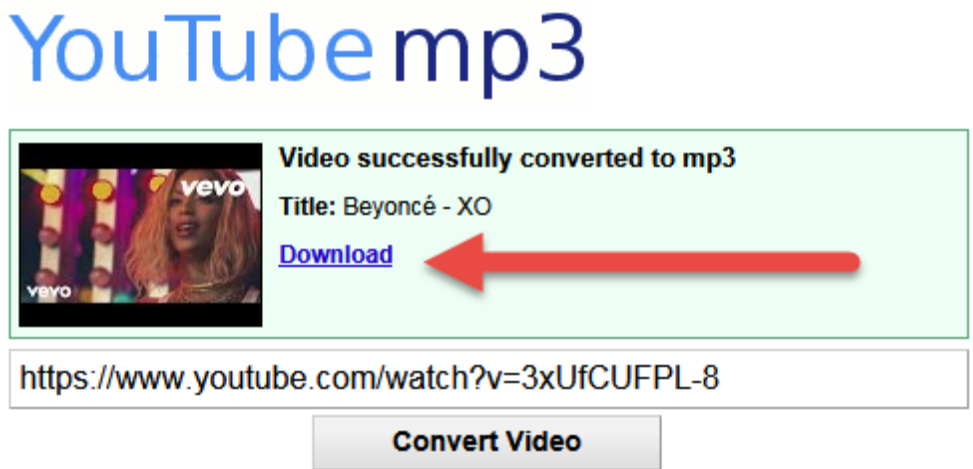 YouTube mp3
Video successfully converted to mp3
vevo
Title: Beyoncé - XO
Download
vevo
https://www.youtube.com/watch?v=3xUfCUFPL-8
Convert Video